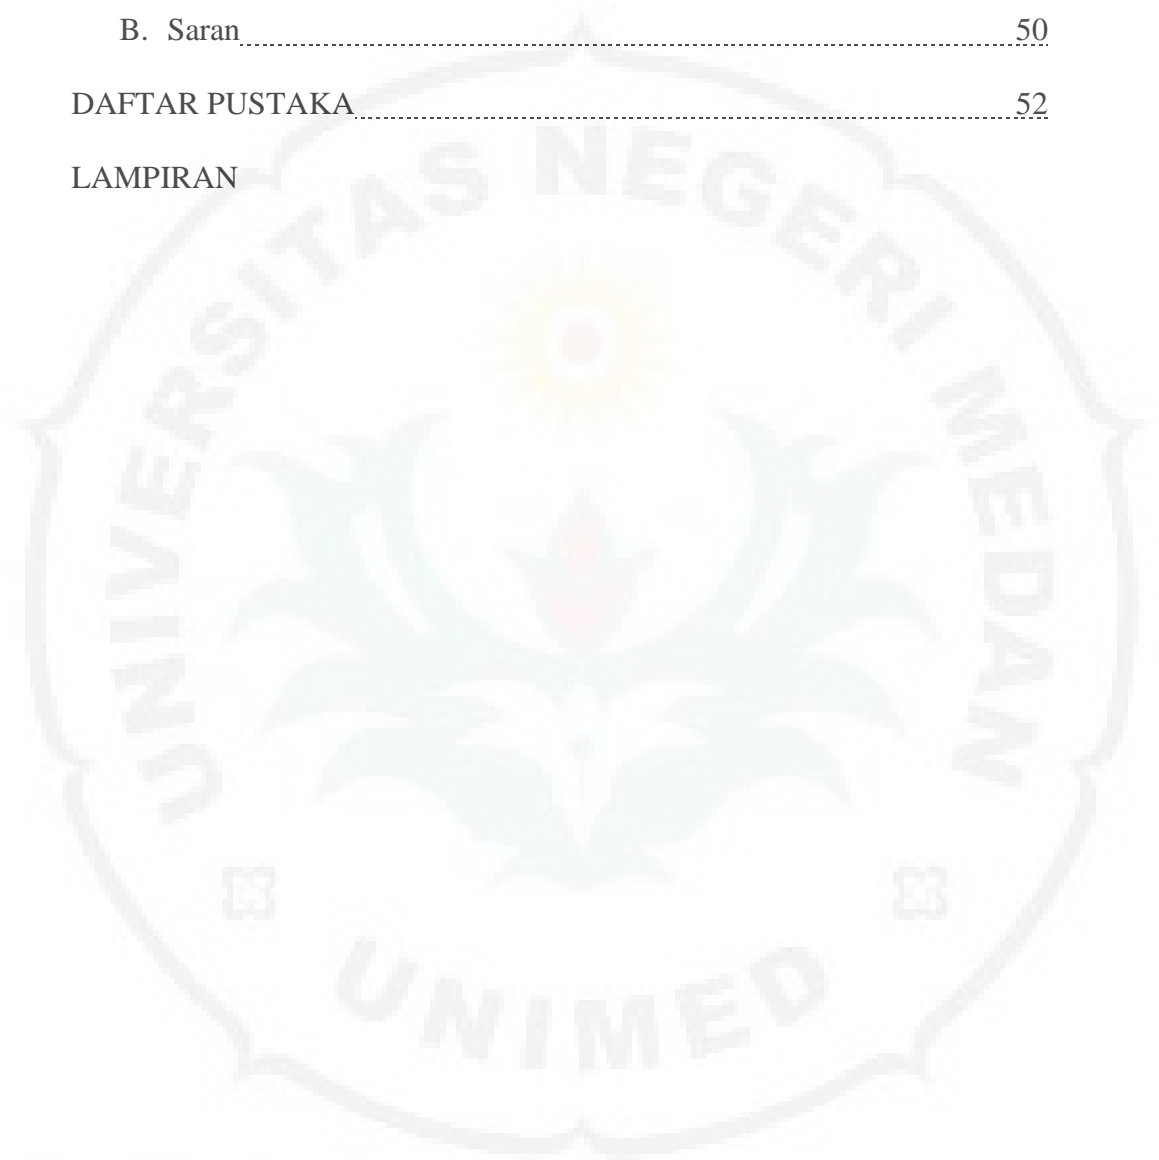 B. Saran 50
DAFTAR PUSTAKA 52
LAMPIRAN
UNIVERSITAS NEGERI MEDAN
UNIMED